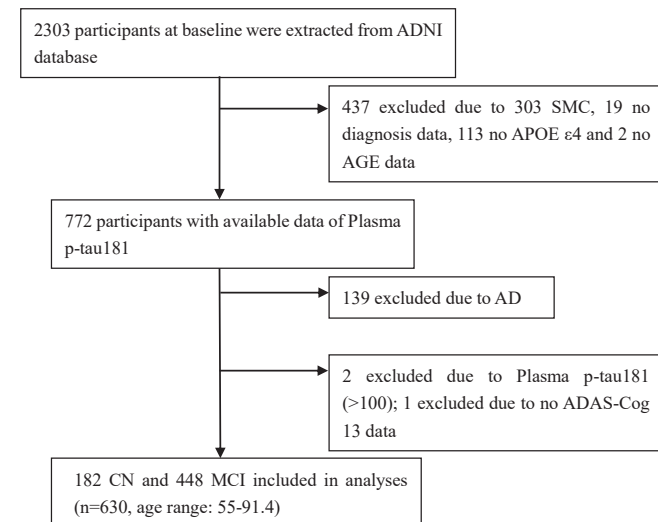 2303 participants at baseline were extracted from ADNI
database
437 excluded due to 303 SMC, 19 no
diagnosis data, 113 no APOE ε4 and 2 no
AGE data
772 participants with available data of Plasma
p-tau181
139 excluded due to AD
2 excluded due to Plasma p-tau181
(>100); 1 excluded due to no ADAS-Cog
13 data
182 CN and 448 MCI included in analyses
(n=630, age range: 55-91.4)